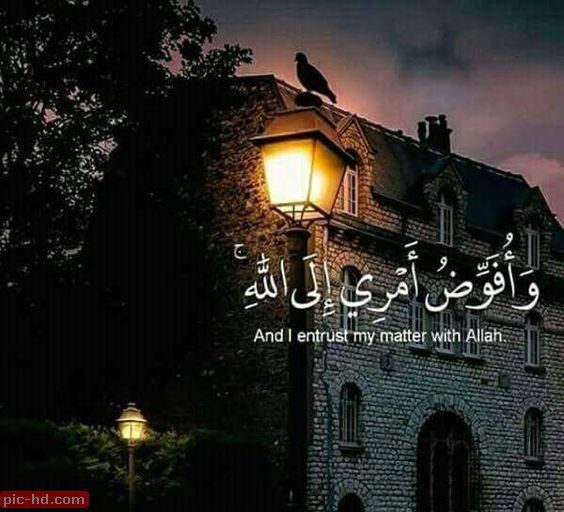 وَأُفَوِّضُ أَمْرِي إِلَى اللَّهِ ۚ
And I entrust my matter with Allah.
pic-hd.com